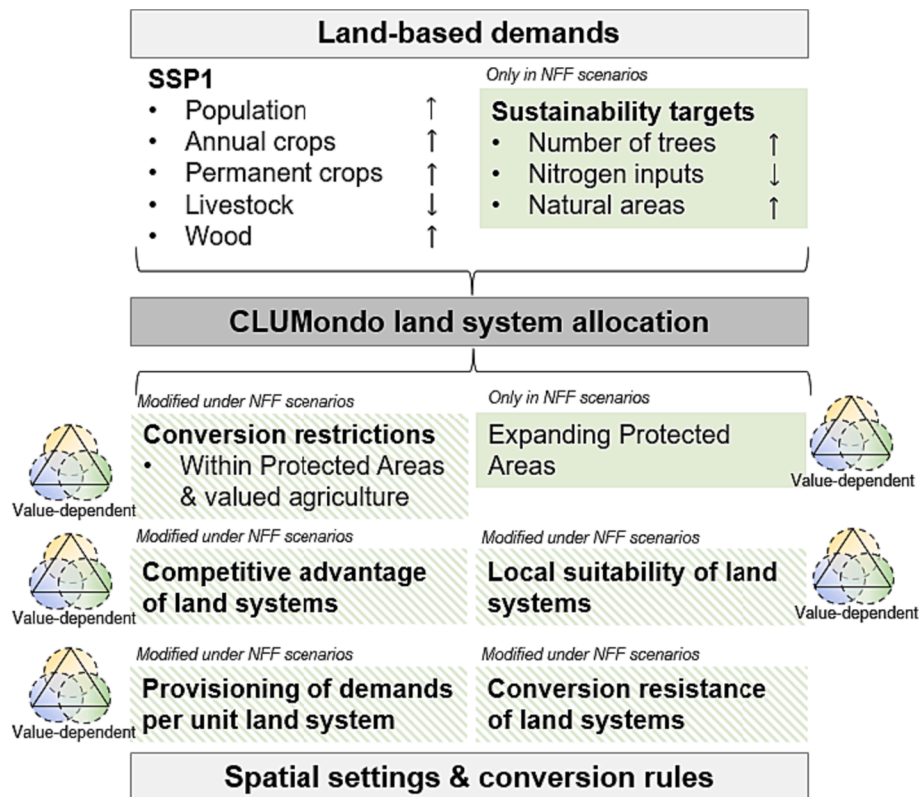 Land-based demands
SSP1
• Population ↑
• Annual crops ↑
• Permanent crops ↑
• Livestock ↓
• Wood ↑
Only in NFF scenarios
Sustainability targets
• Number of trees ↑
• Nitrogen inputs ↓
• Natural areas ↑
CLUMondo land system allocation
Modified under NFF scenarios
Conversion restrictions
• Within Protected Areas
& valued agriculture
Value-dependent
Only in NFF scenarios
Expanding Protected
Areas
Value-dependent
Modified under NFF scenarios
Competitive advantage
of land systems
Value-dependent
Modified under NFF scenarios
Local suitability of land
systems
Value-dependent
Modified under NFF scenarios
Provisioning of demands
per unit land system
Value-dependent
Modified under NFF scenarios
Conversion resistance
of land systems
Spatial settings & conversion rules